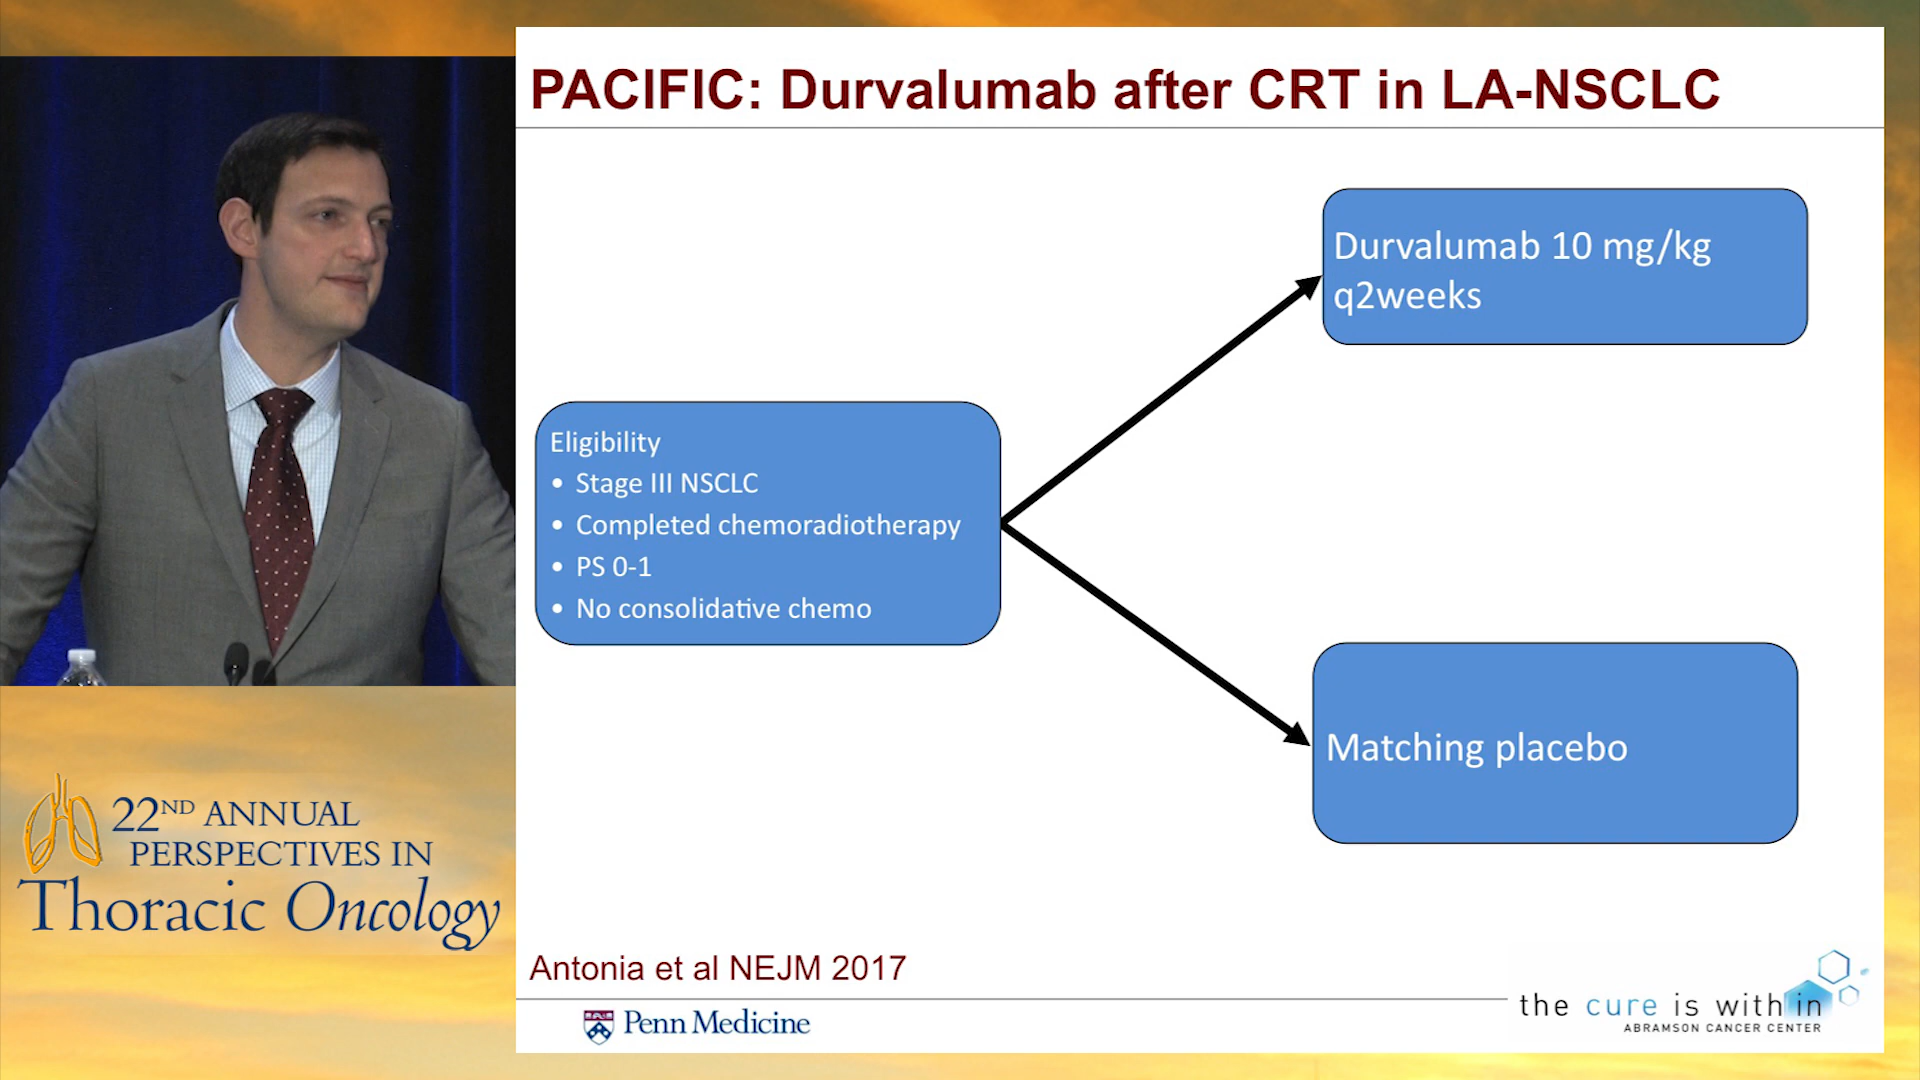 PACIFIC: Durvalumab after CRT in LA-NSCLC
Durvalumab 10 mg/kg
q2weeks
Eligibility
• Stage III NSCLC
• Completed chemoradiotherapy
• PS 0-1
• No consolidative chemo
Matching placebo
Antonia et al NEJM 2017
Penn Medicine
the cure is within
ABRAMSON CANCER CENTER
22ND ANNUAL
PERSPECTIVES IN
Thoracic Oncology